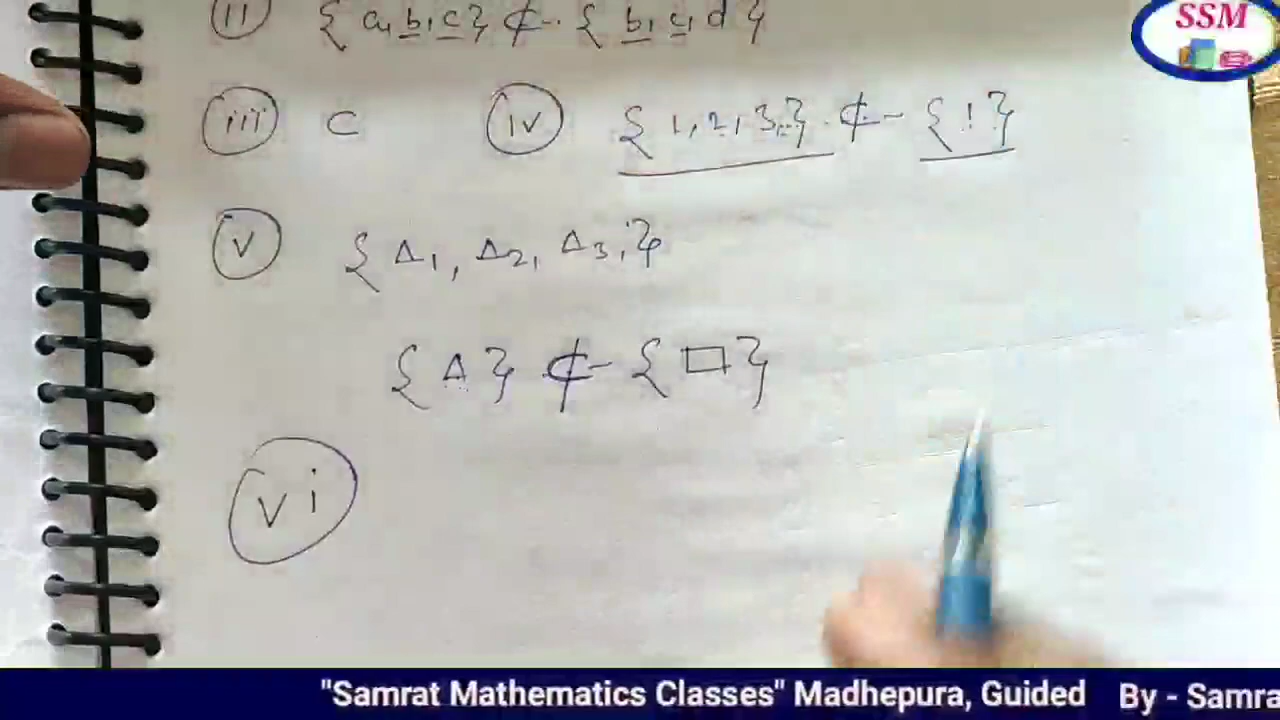 (ii) {a, b, c} ⊄ {b, c, d}
SSM
(iii) C (iv) {1, 2, 3..} ⊄ {1}
(v) {Δ1, Δ2, Δ3, }
{Δ} ⊄ {□}
(vi)
"Samrat Mathematics Classes" Madhepura, Guided By - Samra